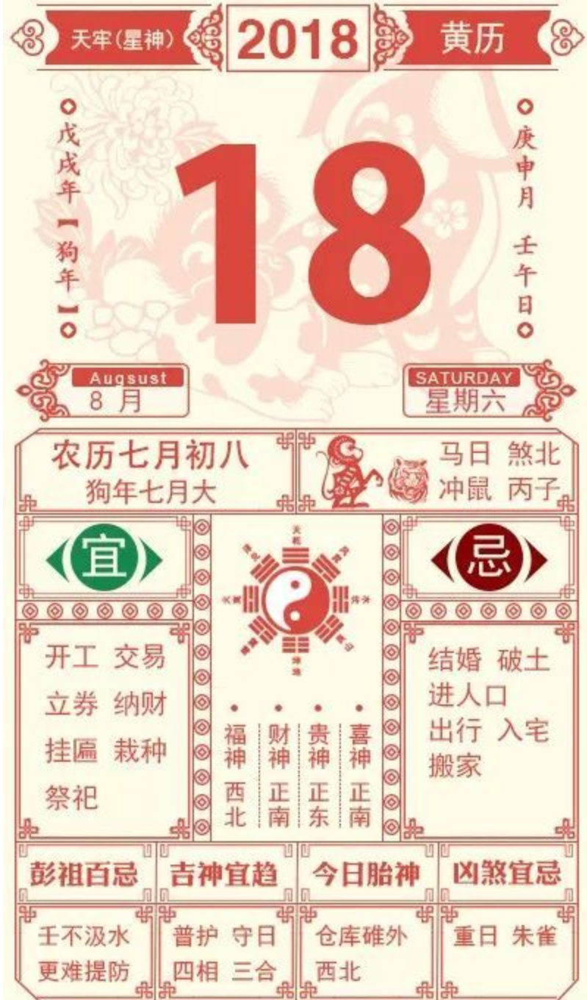 天牢(星神)
2018
黄历
戊戌年【狗年】
18
庚申月 壬午日
Augsust
8 月
SATURDAY
星期六
农历七月初八
狗年七月大
马日 煞北
冲鼠 丙子
宜
忌
开工 交易
立券 纳财
挂匾 栽种
祭祀
天乾
福神 西北
财神 正南
贵神 正东
喜神 正南
结婚 破土
进人口
出行 入宅
搬家
彭祖百忌
吉神宜趋
今日胎神
凶煞宜忌
壬不汲水
更难提防
普护 守日
四相 三合
仓库碓外
西北
重日 朱雀